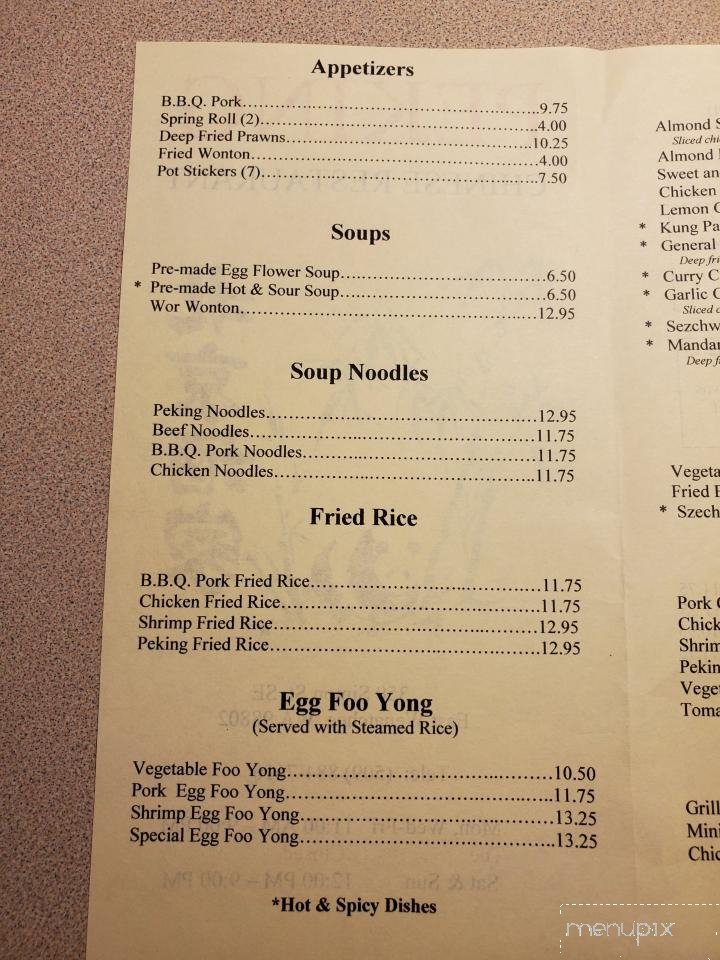 Appetizers
B.B.Q. Pork……………………………………………..9.75
Spring Roll (2)…………………………………………..4.00
Deep Fried Prawns……………………………………..10.25
Fried Wonton……………………………………………4.00
Pot Stickers (7)…………………………………………..7.50
Soups
Pre-made Egg Flower Soup……………………………6.50
* Pre-made Hot & Sour Soup……………………………6.50
Wor Wonton……………………………………………12.95
Soup Noodles
Peking Noodles…………………………………………12.95
Beef Noodles……………………………………………11.75
B.B.Q. Pork Noodles……………………………………11.75
Chicken Noodles………………………………………..11.75
Fried Rice
B.B.Q. Pork Fried Rice…………………………………11.75
Chicken Fried Rice………………………………………11.75
Shrimp Fried Rice………………………………………12.95
Peking Fried Rice………………………………………12.95
Egg Foo Yong
(Served with Steamed Rice)
Vegetable Foo Yong……………………………………10.50
Pork Egg Foo Yong……………………………………11.75
Shrimp Egg Foo Yong…………………………………13.25
Special Egg Foo Yong…………………………………13.25
*Hot & Spicy Dishes
Almond S
Sliced chi
Almond
Sweet an
Chicken
Lemon C
* Kung Pa
* General
Deep fri
* Curry C
* Garlic C
Sliced c
* Sezchw
* Mandar
Deep f
Vegeta
Fried
* Szech
Pork
Chick
Shrim
Pekin
Veget
Toma
Grill
Mini
Chic
menupix